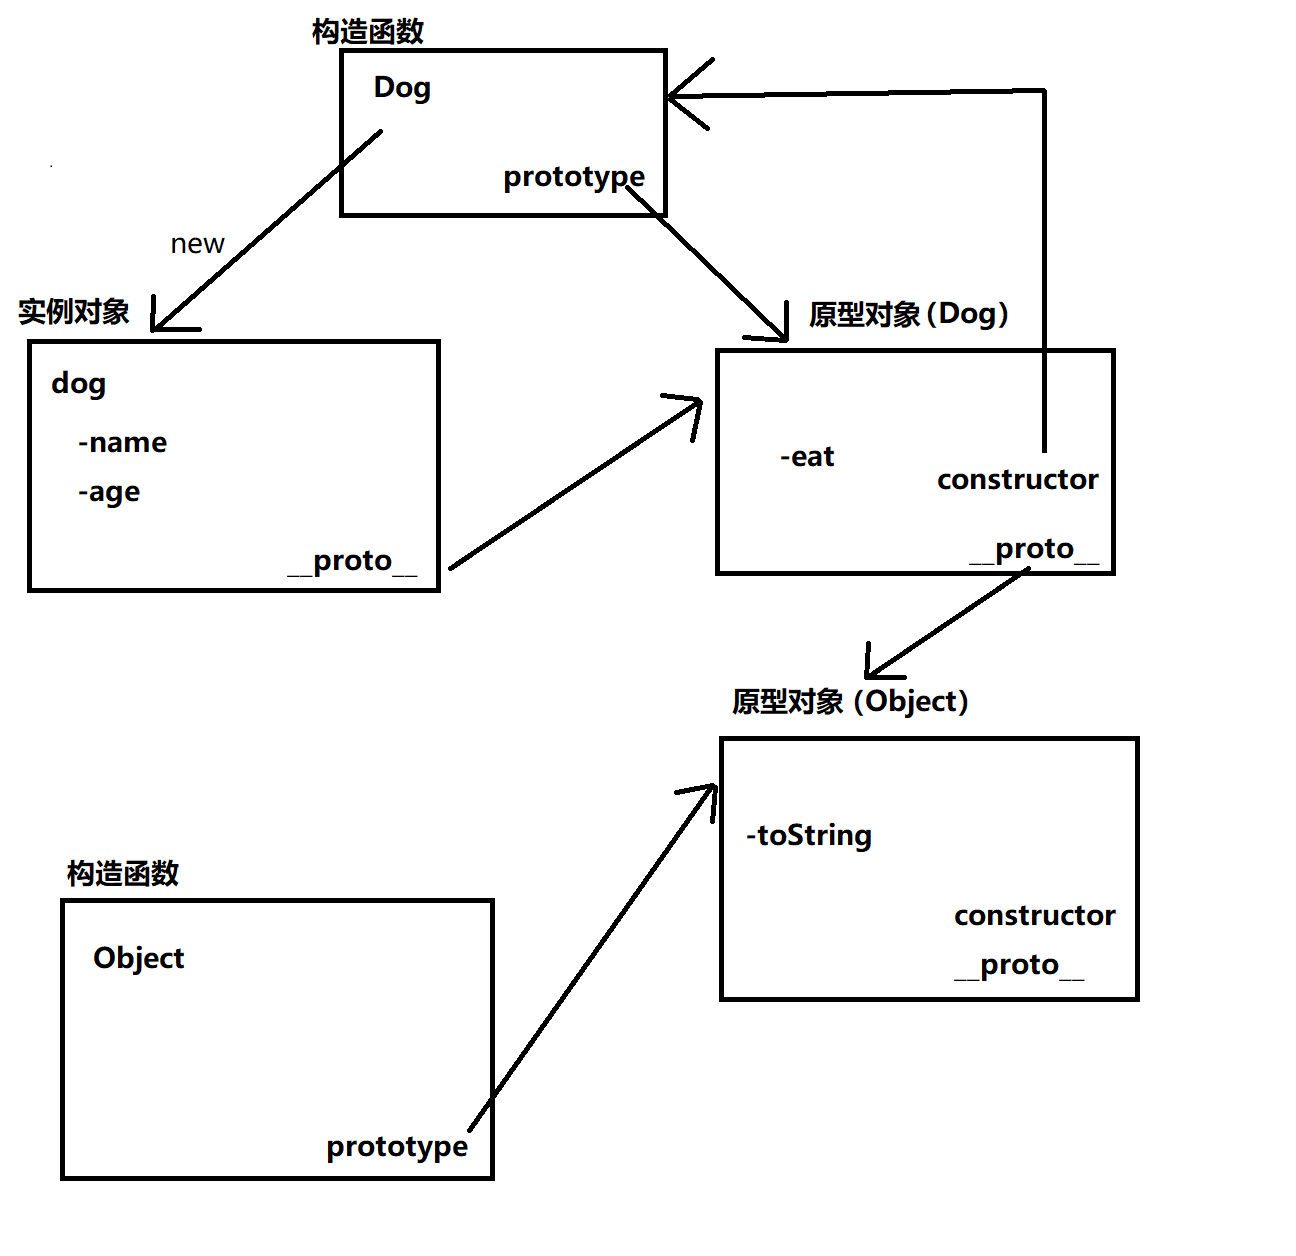 构造函数
Dog
prototype
new
实例对象
dog
-name
-age
__proto__
原型对象(Dog)
-eat
constructor
__proto__
原型对象(Object)
-toString
constructor
__proto__
构造函数
Object
prototype